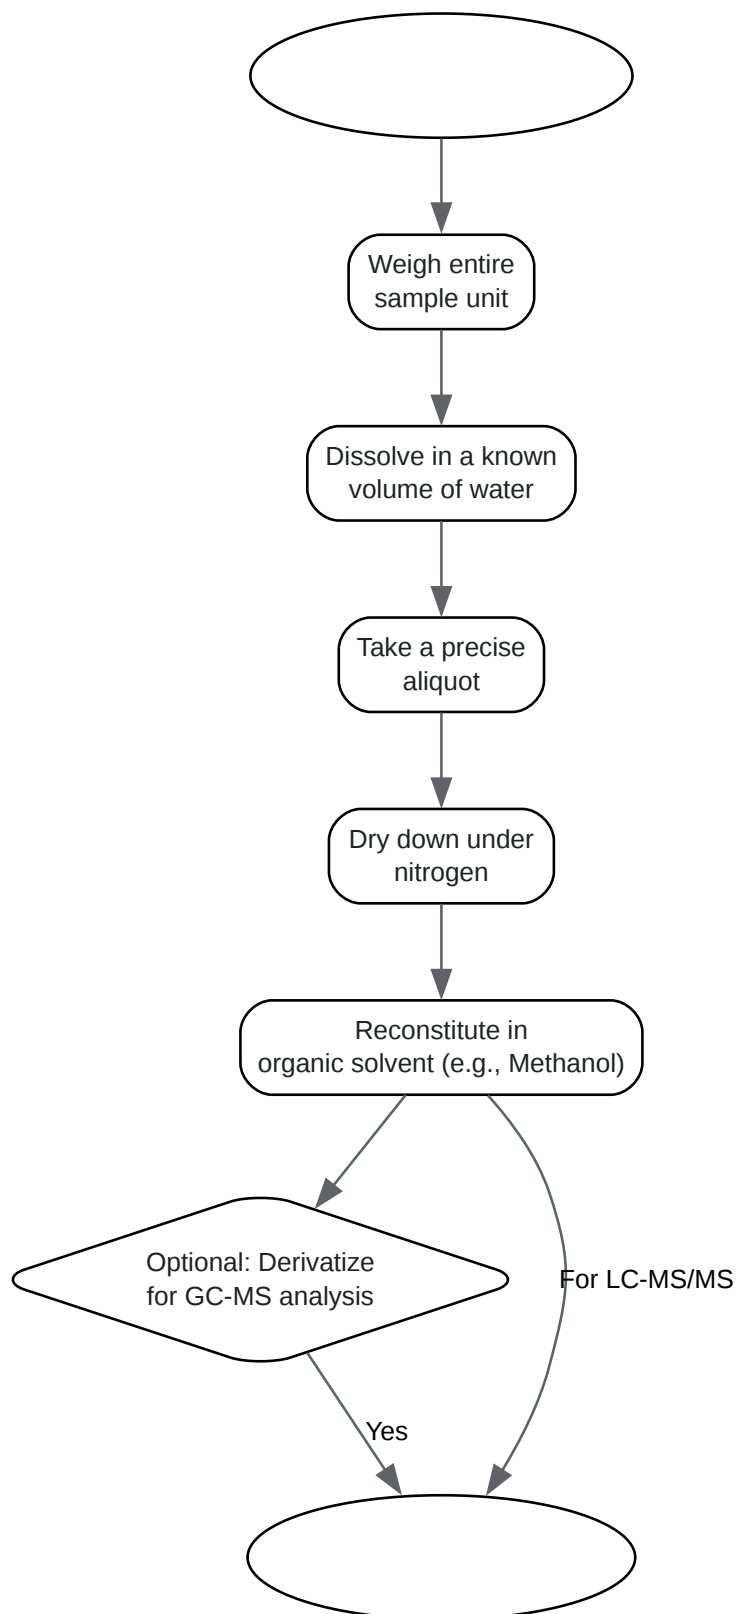 Weigh entire
sample unit
Dissolve in a known
volume of water
Take a precise
aliquot
Dry down under
nitrogen
Reconstitute in
organic solvent (e.g., Methanol)
Optional: Derivatize
for GC-MS analysis
For LC-MS/MS
Yes